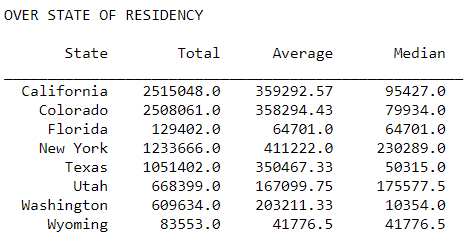 OVER STATE OF RESIDENCY
State Total Average Median
California 2515048.0 359292.57 95427.0
Colorado 2508061.0 358294.43 79934.0
Florida 129402.0 64701.0 64701.0
New York 1233666.0 411222.0 230289.0
Texas 1051402.0 350467.33 50315.0
Utah 668399.0 167099.75 175577.5
Washington 609634.0 203211.33 10354.0
Wyoming 83553.0 41776.5 41776.5